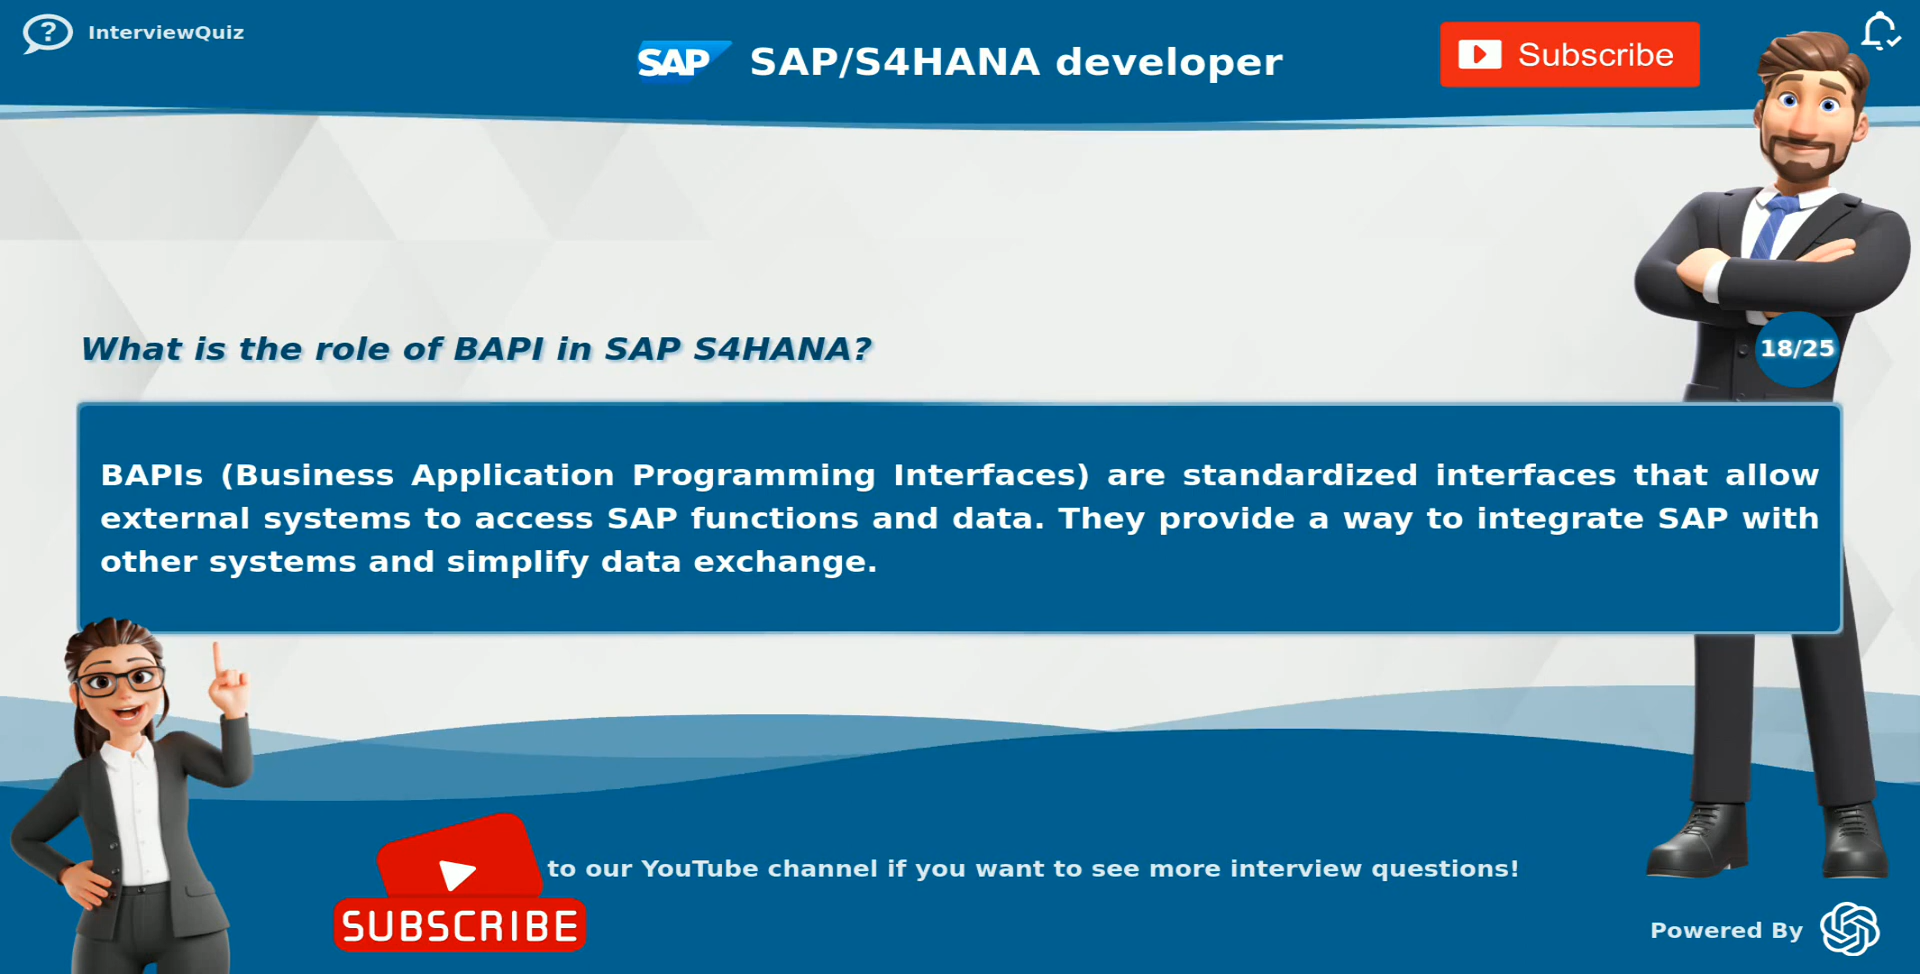 InterviewQuiz
SAP SAP/S4HANA developer
Subscribe
What is the role of BAPI in SAP S4HANA?
18/25
BAPIs (Business Application Programming Interfaces) are standardized interfaces that allow
external systems to access SAP functions and data. They provide a way to integrate SAP with
other systems and simplify data exchange.
to our YouTube channel if you want to see more interview questions!
SUBSCRIBE
Powered By